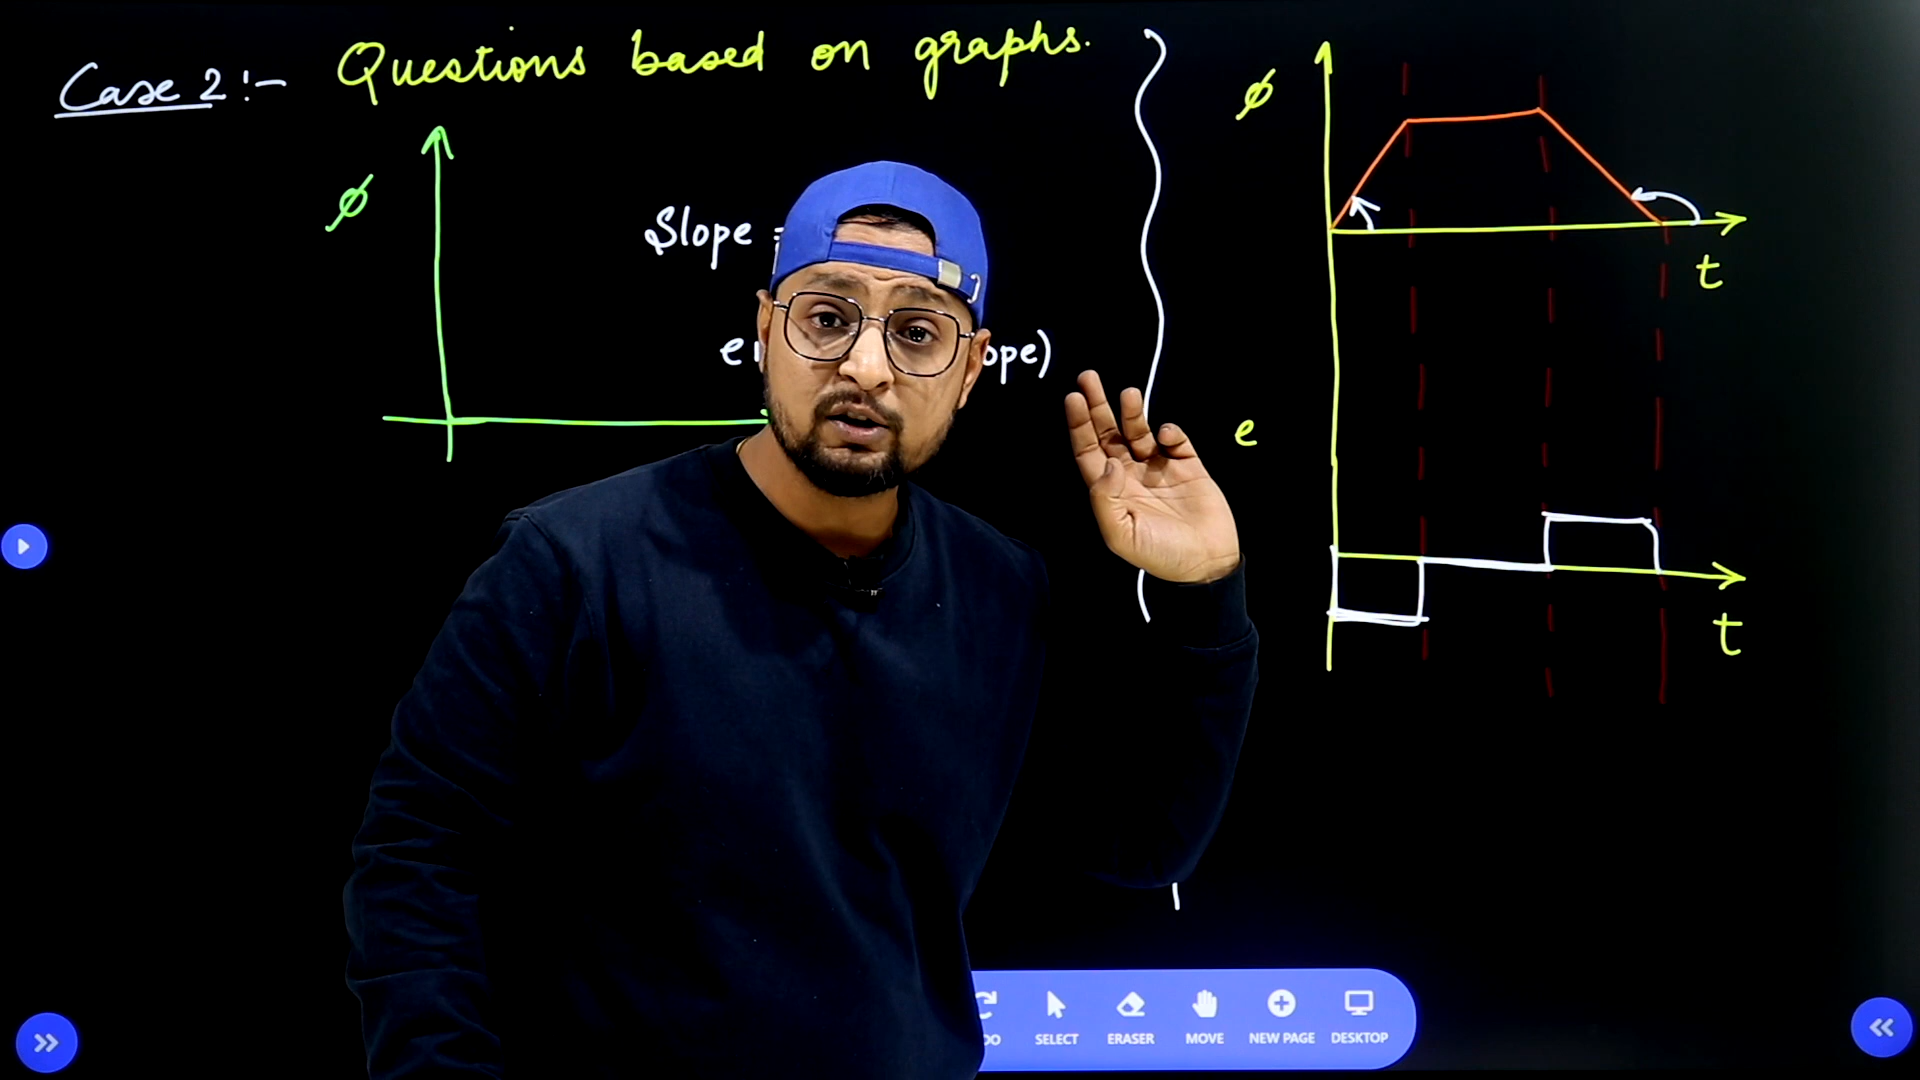 Case 2 :- Questions based on graphs.
ϕ
Slope =
ope)
ϕ
t
e
t
SELECT ERASER MOVE NEW PAGE DESKTOP